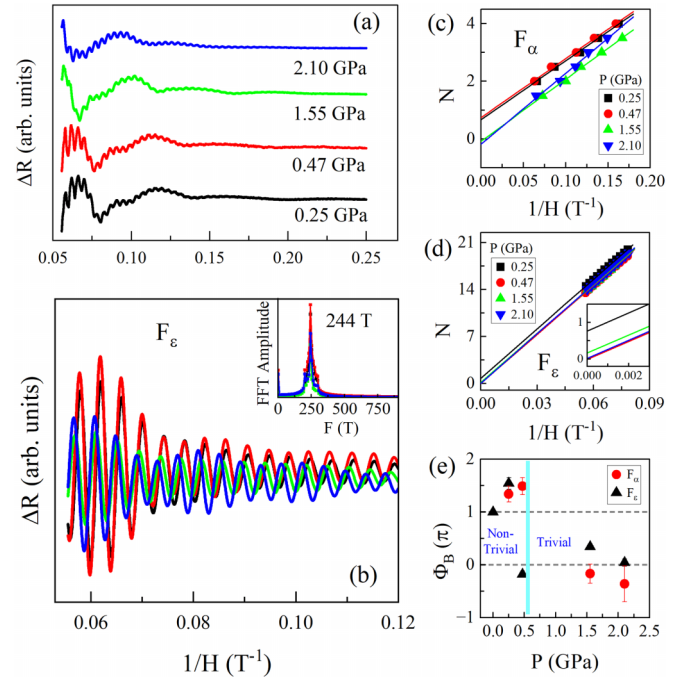 (a)
2.10 GPa
1.55 GPa
0.47 GPa
0.25 GPa
ΔR (arb. units)
0.05 0.10 0.15 0.20 0.25
Fε
244 T
FFT Amplitude
0 250 500 750
F (T)
ΔR (arb. units)
(b)
0.06 0.08 0.10 0.12
1/H (T⁻¹)
(c)
Fα
4
2
0
N
P (GPa)
0.25
0.47
1.55
2.10
0.00 0.05 0.10 0.15 0.20
1/H (T⁻¹)
(d)
21
14
7
0
N
P (GPa)
0.25
0.47
1.55
2.10
Fε
1
0
0.000 0.002
0.00 0.03 0.06 0.09
1/H (T⁻¹)
(e)
Fα
Fε
2
1
0
−1
ΦB (π)
Non-
Trivial
Trivial
0.0 0.5 1.0 1.5 2.0 2.5
P (GPa)